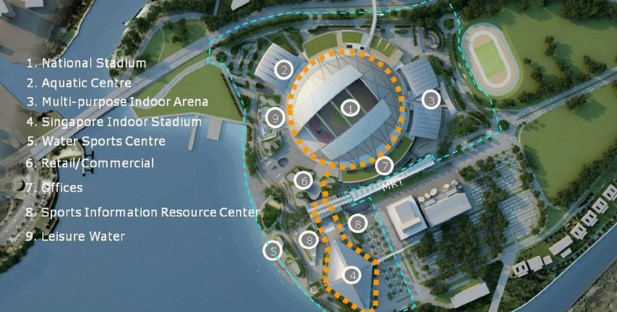 1. National Stadium
2. Aquatic Centre
3. Multi-purpose Indoor Arena
4. Singapore Indoor Stadium
5. Water Sports Centre
6. Retail/Commercial
7. Offices
8. Sports Information Resource Center
9. Leisure Water
2
1
3
9
7
MRT
6
8
8
5
4